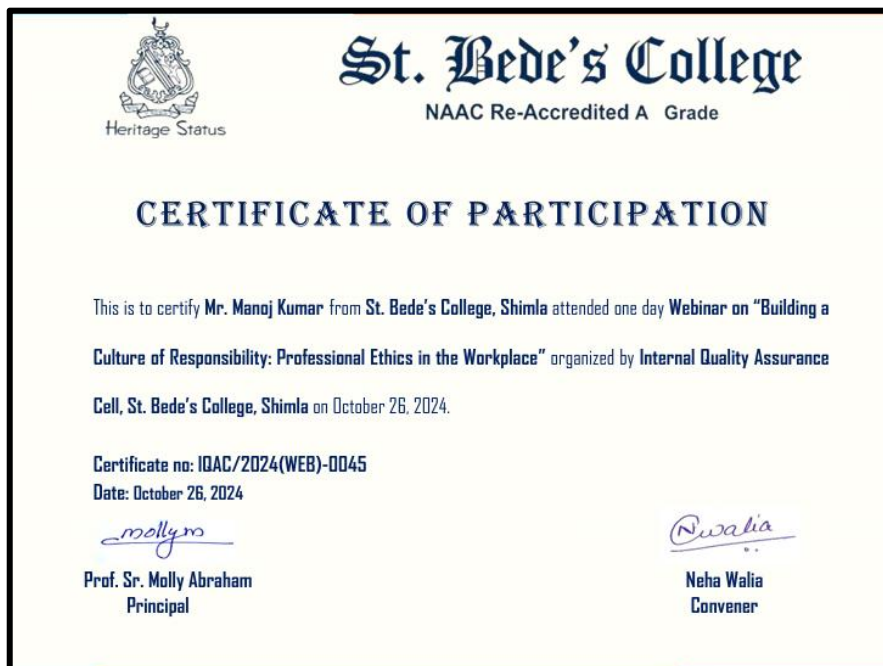 St. Bede's College
Heritage Status
NAAC Re-Accredited A Grade
CERTIFICATE OF PARTICIPATION
This is to certify Mr. Manoj Kumar from St. Bede's College, Shimla attended one day Webinar on “Building a
Culture of Responsibility: Professional Ethics in the Workplace” organized by Internal Quality Assurance
Cell, St. Bede's College, Shimla on October 26, 2024.
Certificate no: IQAC/2024(WEB)-0045
Date: October 26, 2024
mollym
Nwalia
Prof. Sr. Molly Abraham
Neha Walia
Principal
Convener